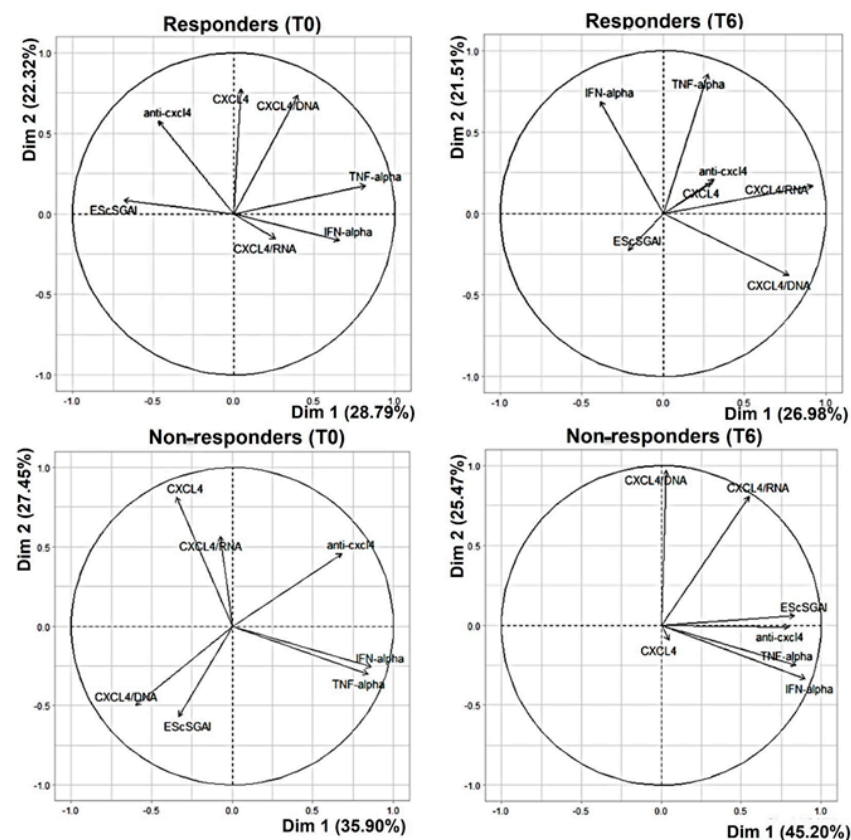 Responders (T0)
Dim 2 (22.32%)
1.0
0.5
0.0
-0.5
-1.0
CXCL4
CXCL4/DNA
anti-cxcl4
TNF-alpha
EScSGAI
IFN-alpha
CXCL4/RNA
-1.0 -0.5 0.0 0.5 1.0
Dim 1 (28.79%)
Responders (T6)
Dim 2 (21.51%)
1.0
0.5
0.0
-0.5
-1.0
TNF-alpha
IFN-alpha
anti-cxcl4
CXCL4
CXCL4/RNA
EScSGAI
CXCL4/DNA
-1.0 -0.5 0.0 0.5 1.0
Dim 1 (26.98%)
Non-responders (T0)
Dim 2 (27.45%)
1.0
0.5
0.0
-0.5
-1.0
CXCL4
CXCL4/RNA
anti-cxcl4
IFN-alpha
TNF-alpha
CXCL4/DNA
EScSGAI
-1.0 -0.5 0.0 0.5 1.0
Dim 1 (35.90%)
Non-responders (T6)
Dim 2 (25.47%)
1.0
0.5
0.0
-0.5
-1.0
CXCL4/DNA
CXCL4/RNA
EScSGAI
anti-cxcl4
CXCL4
TNF-alpha
IFN-alpha
-1.0 -0.5 0.0 0.5 1.0
Dim 1 (45.20%)